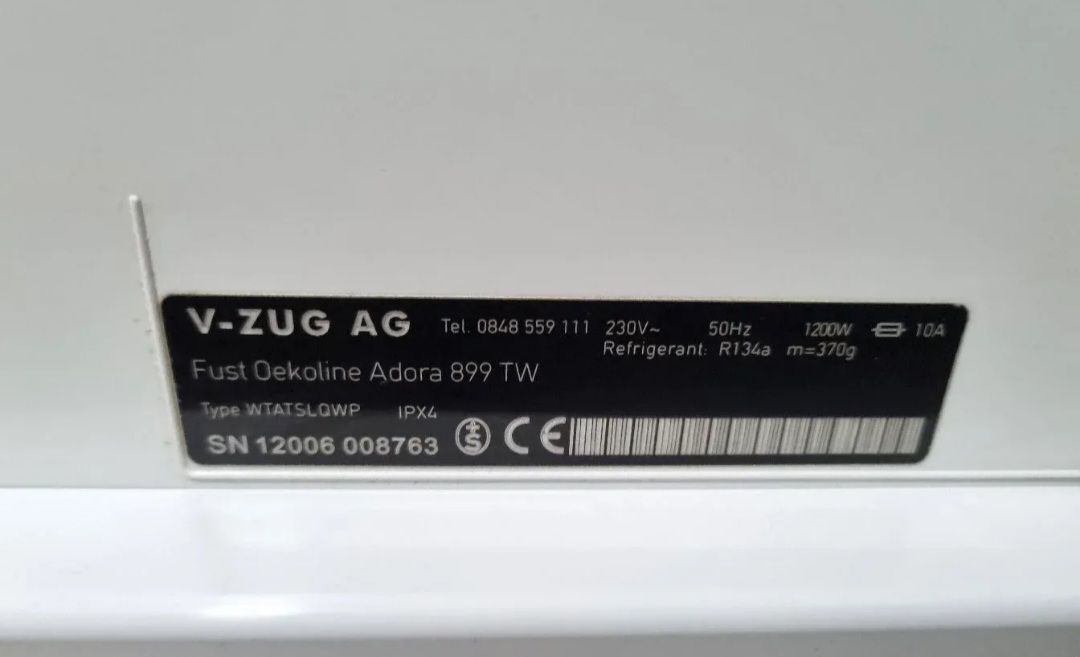 V-ZUG AG Tel. 0848 559 111 230V~ 50Hz 1200W 10A
Refrigerant: R134a m=370g
Fust Oekoline Adora 899 TW
Type WTATSLQWP IPX4
SN 12006 008763 S CE